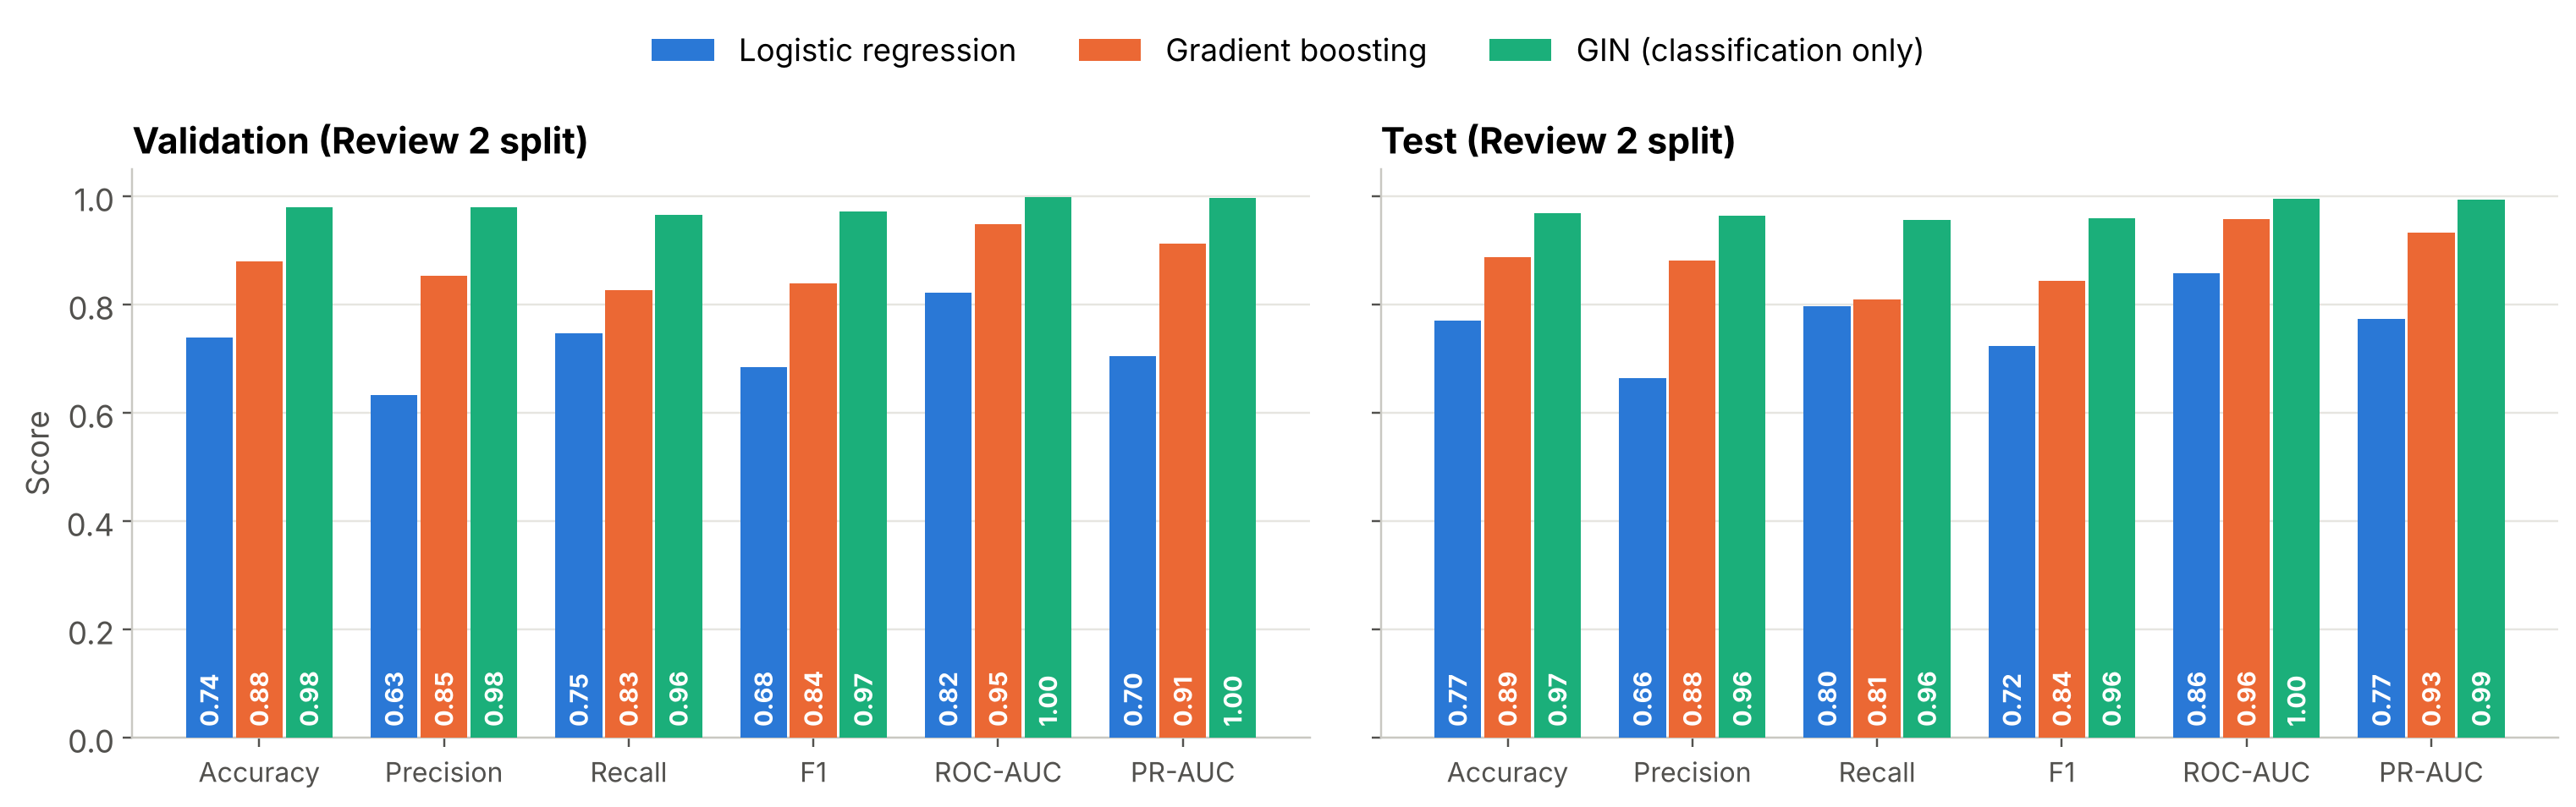 Logistic regression
Gradient boosting
GIN (classification only)
Validation (Review 2 split)
Score
1.0
0.8
0.6
0.4
0.2
0.0
0.74
0.88
0.98
0.63
0.85
0.98
0.75
0.83
0.96
0.68
0.84
0.97
0.82
0.95
1.00
0.70
0.91
1.00
Accuracy
Precision
Recall
F1
ROC-AUC
PR-AUC
Test (Review 2 split)
0.77
0.89
0.97
0.66
0.88
0.96
0.80
0.81
0.96
0.72
0.84
0.96
0.86
0.96
1.00
0.77
0.93
0.99
Accuracy
Precision
Recall
F1
ROC-AUC
PR-AUC